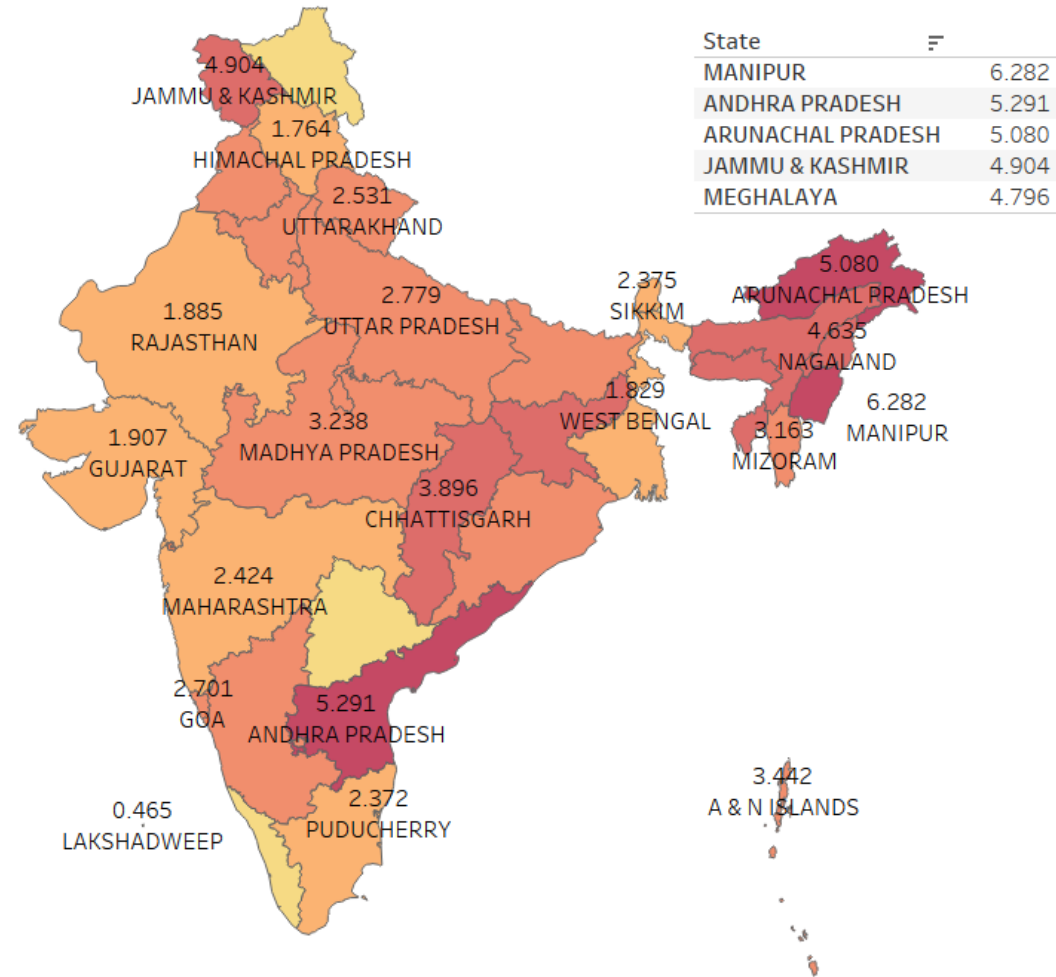 State
MANIPUR 6.282
ANDHRA PRADESH 5.291
ARUNACHAL PRADESH 5.080
JAMMU & KASHMIR 4.904
MEGHALAYA 4.796
4.904
JAMMU & KASHMIR
1.764
HIMACHAL PRADESH
2.531
UTTARAKHAND
5.080
ARUNACHAL PRADESH
2.375
SIKKIM
2.779
UTTAR PRADESH
1.885
RAJASTHAN
4.635
NAGALAND
1.829
WEST BENGAL
6.282
MANIPUR
3.163
MIZORAM
3.238
MADHYA PRADESH
1.907
GUJARAT
3.896
CHHATTISGARH
2.424
MAHARASHTRA
2.701
GOA
5.291
ANDHRA PRADESH
3.442
A & N ISLANDS
2.372
PUDUCHERRY
0.465
LAKSHADWEEP